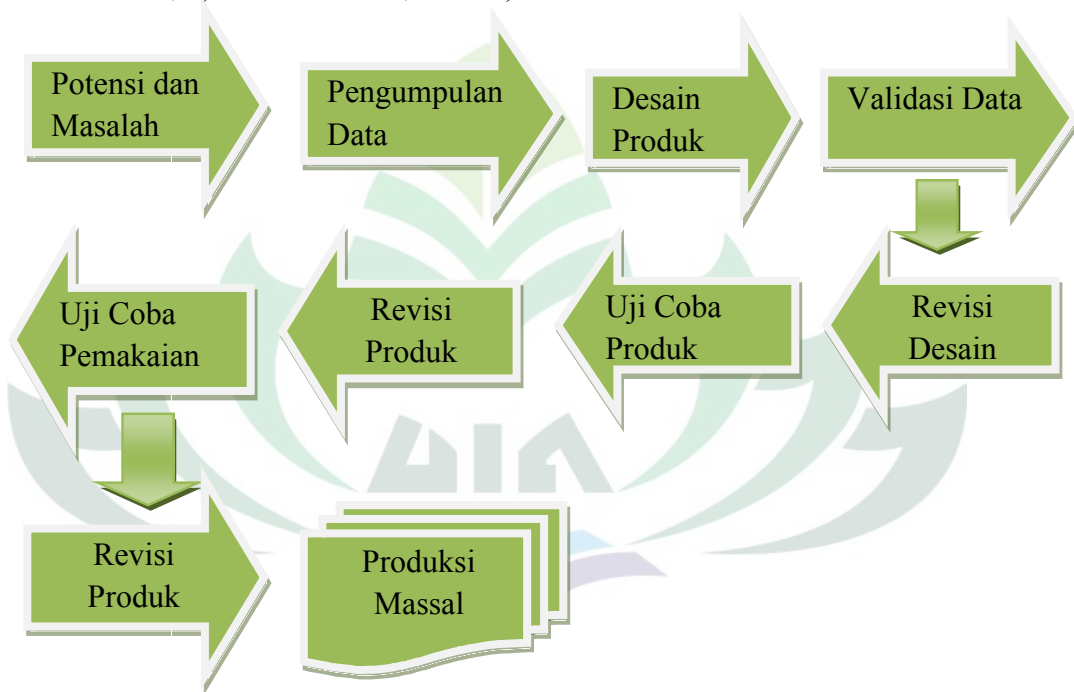 Potensi dan
Masalah
Pengumpulan
Data
Desain
Produk
Validasi Data
Revisi
Desain
Uji Coba
Produk
Revisi
Produk
Uji Coba
Pemakaian
Revisi
Produk
Produksi
Massal